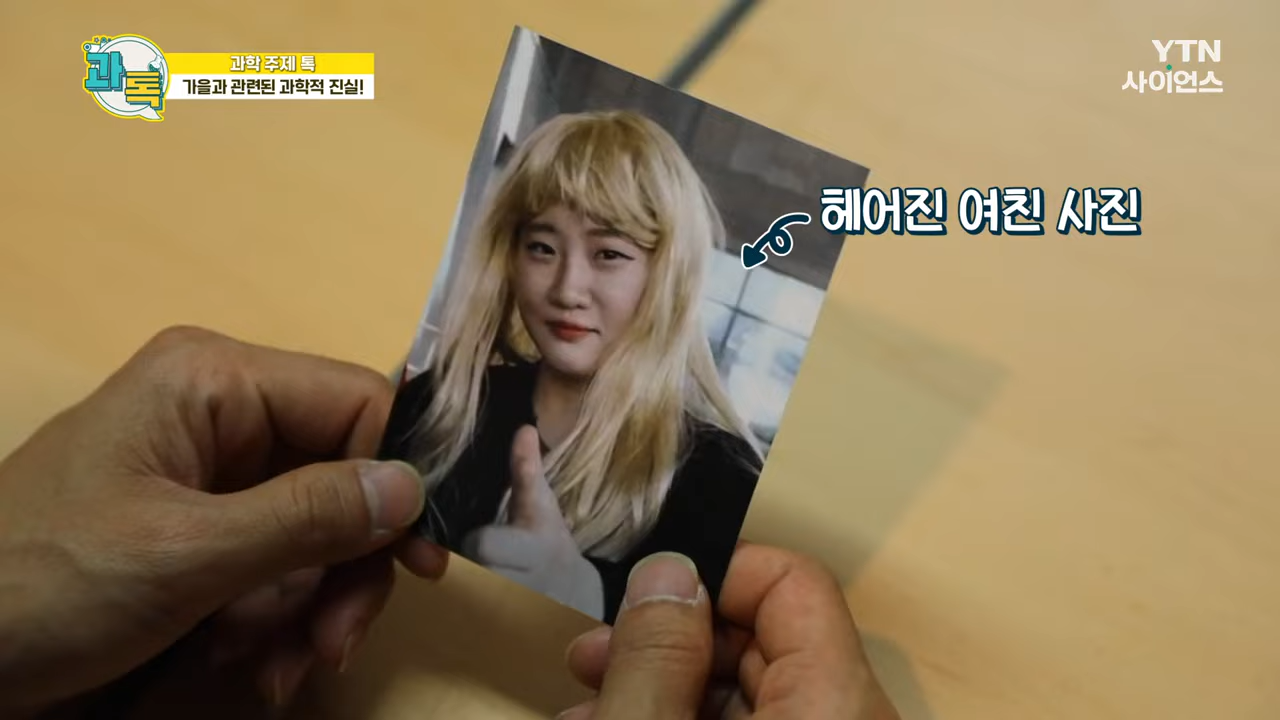 과톡
과학 주제 톡
가을과 관련된 과학적 진실!
YTN
사이언스
헤어진 여친 사진